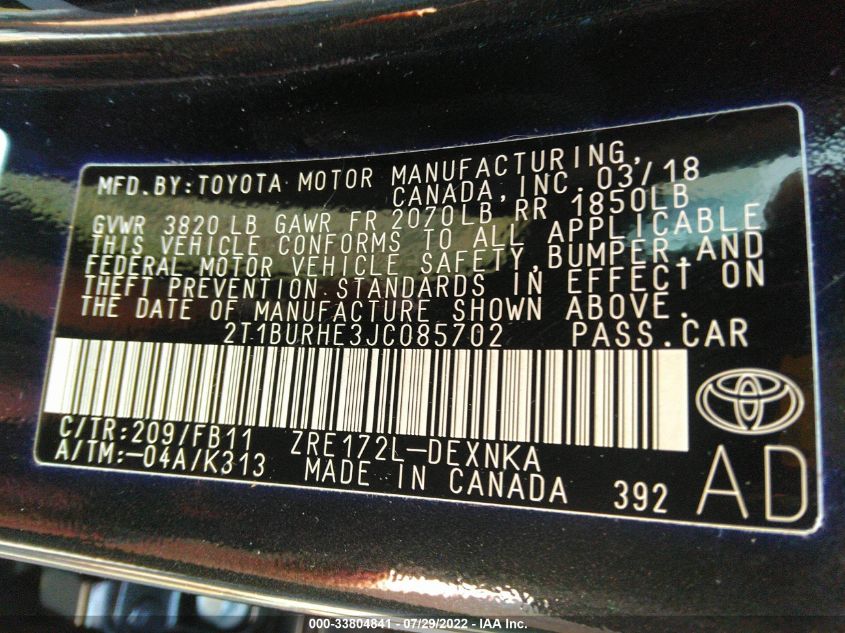 MFD.BY:TOYOTA MOTOR MANUFACTURING,
CANADA,INC. 03/18
GVWR 3820 LB GAWR FR 2070LB RR 1850LB
THIS VEHICLE CONFORMS TO ALL APPLICABLE
FEDERAL MOTOR VEHICLE SAFETY,BUMPER,AND
THEFT PREVENTION STANDARDS IN EFFECT ON
THE DATE OF MANUFACTURE SHOWN ABOVE.
2T1BURHE3JC085702 PASS.CAR
C/TR:209/FB11 ZRE172L-DEXNKA
A/TM:-04A/K313 MADE IN CANADA 392 AD
000-33804841 / 07/29/2022 - IAA Inc.